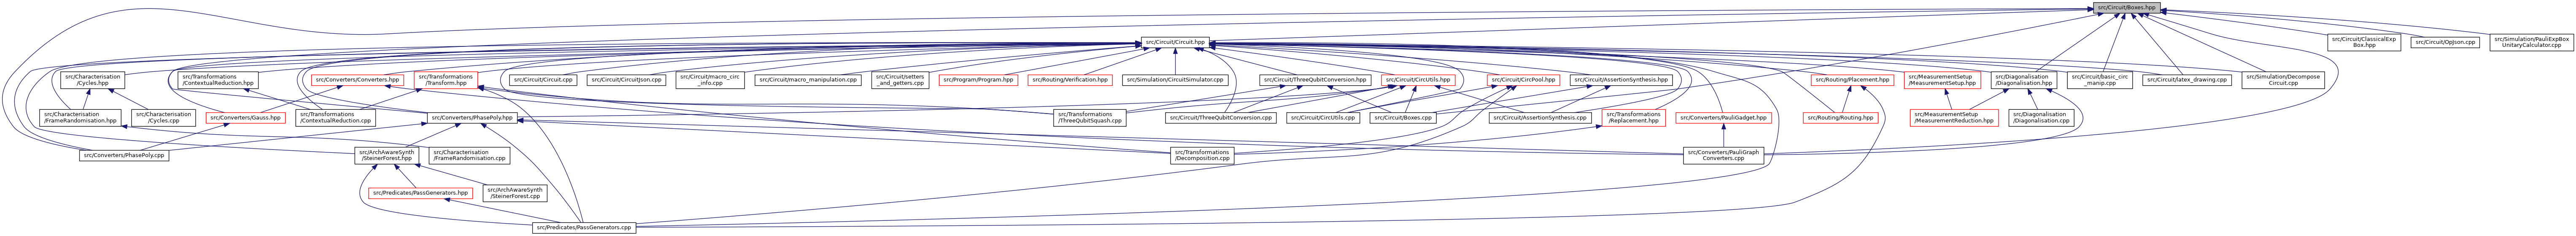 src/Circuit/Boxes.hpp
src/Circuit/Circuit.hpp
src/Circuit/ClassicalExp
Box.hpp
src/Circuit/OpJson.cpp
src/Simulation/PauliExpBox
UnitaryCalculator.cpp
src/Characterisation
/Cycles.hpp
src/Transformations
/ContextualReduction.hpp
src/Converters/Converters.hpp
src/Transformations
/Transform.hpp
src/Circuit/Circuit.cpp
src/Circuit/CircuitJson.cpp
src/Circuit/macro_circ
_info.cpp
src/Circuit/macro_manipulation.cpp
src/Circuit/setters
_and_getters.cpp
src/Program/Program.hpp
src/Routing/Verification.hpp
src/Simulation/CircuitSimulator.cpp
src/Circuit/ThreeQubitConversion.hpp
src/Circuit/CircUtils.hpp
src/Circuit/CircPool.hpp
src/Circuit/AssertionSynthesis.hpp
src/Routing/Placement.hpp
src/MeasurementSetup
/MeasurementSetup.hpp
src/Diagonalisation
/Diagonalisation.hpp
src/Circuit/basic_circ
_manip.cpp
src/Circuit/latex_drawing.cpp
src/Simulation/Decompose
Circuit.cpp
src/Characterisation
/FrameRandomisation.hpp
src/Characterisation
/Cycles.cpp
src/Converters/Gauss.hpp
src/Transformations
/ContextualReduction.cpp
src/Converters/PhasePoly.hpp
src/Transformations
/ThreeQubitSquash.cpp
src/Circuit/ThreeQubitConversion.cpp
src/Circuit/CircUtils.cpp
src/Circuit/Boxes.cpp
src/Circuit/AssertionSynthesis.cpp
src/Transformations
/Replacement.hpp
src/Converters/PauliGadget.hpp
src/Routing/Routing.hpp
src/MeasurementSetup
/MeasurementReduction.hpp
src/Diagonalisation
/Diagonalisation.cpp
src/Converters/PhasePoly.cpp
src/ArchAwareSynth
/SteinerForest.hpp
src/Characterisation
/FrameRandomisation.cpp
src/Transformations
/Decomposition.cpp
src/Converters/PauliGraph
Converters.cpp
src/Predicates/PassGenerators.hpp
src/ArchAwareSynth
/SteinerForest.cpp
src/Predicates/PassGenerators.cpp